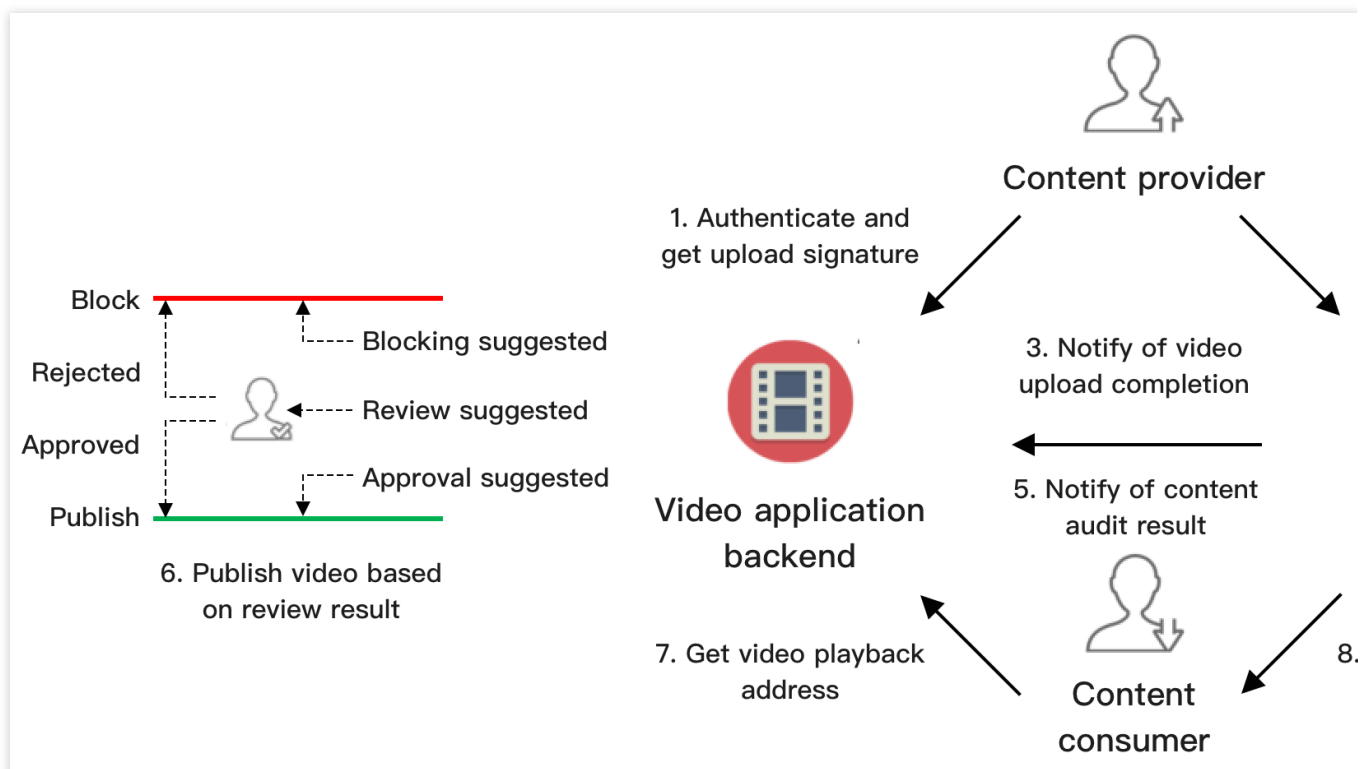 Content provider
1. Authenticate and
get upload signature
Block
Blocking suggested
Rejected
Review suggested
Approved
Approval suggested
Publish
6. Publish video based
on review result
3. Notify of video
upload completion
Video application
backend
5. Notify of content
audit result
7. Get video playback
address
8.
Content
consumer